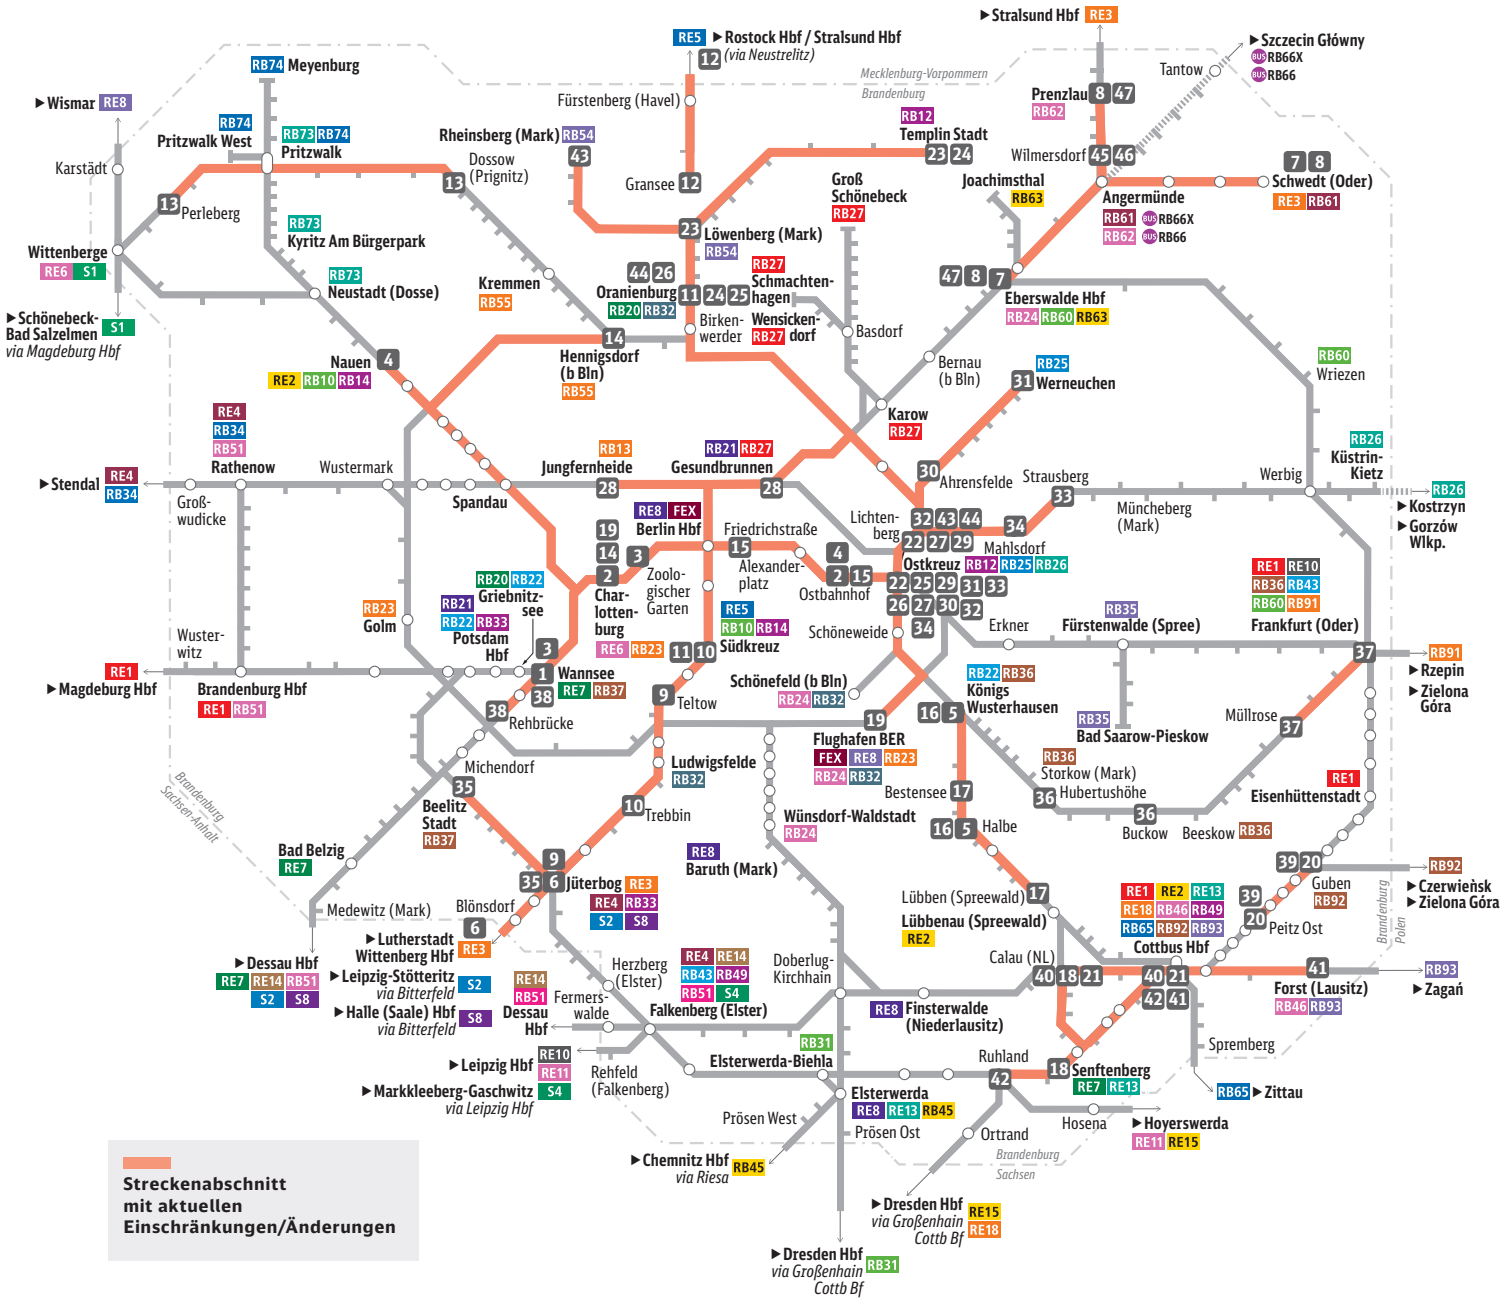 ▸Stralsund Hbf RE3
RE5 ▸Rostock Hbf / Stralsund Hbf
12 (via Neustrelitz)
▸Szczecin Główny
BUS RB66X
BUS RB66
Tantow
Mecklenburg-Vorpommern
Brandenburg
RB74 Meyenburg
▸Wismar RE8
Fürstenberg (Havel)
Prenzlau 8 47
RB62
RB74
Pritzwalk West
RB73 RB74
Pritzwalk
Rheinsberg (Mark) RB54
43
RB12
Templin Stadt
23 24
Wilmersdorf 45 46
Karstädt
Dossow
(Prignitz)
13
Gransee 12
7 8
Schwedt (Oder)
RE3 RB61
Joachimsthal
RB63
Groß
Schönebeck
RB27
Angermünde
RB61 BUS RB66X
RB62 BUS RB66
13
Perleberg
RB73
Kyritz Am Bürgerpark
23
Löwenberg (Mark)
RB54
Wittenberge
RE6 S1
RB73
Neustadt (Dosse)
Kremmen
RB55
44 26
Oranienburg
RB20 RB32
11 24 25
RB27
Schmachten-
hagen
47 8 7
Eberswalde Hbf
RB24 RB60 RB63
▸Schönebeck-
Bad Salzelmen
via Magdeburg Hbf
S1
Birken-
werder
Wensicken-
dorf
RB27
Basdorf
14
Hennigsdorf
(b Bln)
RB55
Nauen 4
RE2 RB10 RB14
Bernau
(b Bln)
RB25
31 Werneuchen
RB60
Wriezen
Karow
RB27
RE4
RB34
RB51
Rathenow
Wustermark
Spandau
RB13
Jungfernheide
28
RB21 RB27
Gesundbrunnen
28
30
Ahrensfelde
Strausberg
33
Werbig
RB26
Küstrin-
Kietz
▸Stendal RE4
RB34
Groß-
wudicke
RB26
▸Kostrzyn
▸Gorzów
Wlkp.
Müncheberg
(Mark)
RE8 FEX
Berlin Hbf
Friedrichstraße
Lichten-
berg
32 43 44
22 27 29
34
Mahlsdorf
19
14
2
3
Zoolo-
gischer
Garten
15
Alexander-
platz
4
2 15
Ostbahnhof
Ostkreuz RB12 RB25 RB26
22 25 29 31 33
26 27 30 32
34
Char-
lotten-
burg
RE6 RB23
RB20 RB22
Griebnitz-
see
RB21
RB22 RB33
Potsdam
Hbf
RB23
Golm
RE5
RB10 RB14
Südkreuz
11 10
Schöneweide
Erkner
RB35
Fürstenwalde (Spree)
RE1 RE10
RB36 RB43
RB60 RB91
Frankfurt (Oder)
37
RB91
▸Rzepin
▸Zielona
Góra
Wuster-
witz
RE1
▸Magdeburg Hbf
Brandenburg Hbf
RE1 RB51
3
1
38
Wannsee
RE7 RB37
38
Rehbrücke
9
Teltow
Schönefeld (b Bln)
RB24 RB32
RB22 RB36
Königs
Wusterhausen
16 5
RB35
Bad Saarow-Pieskow
Müllrose
37
19
Flughafen BER
FEX RE8 RB23
RB24 RB32
Michendorf
Ludwigsfelde
RB32
RB36
Storkow (Mark)
Hubertushöhe
36
RE1
Eisenhüttenstadt
Brandenburg
Sachsen-Anhalt
35
Beelitz
Stadt
RB37
10
Trebbin
Bestensee 17
Wünsdorf-Waldstadt
RB24
16 5 Halbe
36
Buckow
Beeskow RB36
Bad Belzig
RE7
RE8
Baruth (Mark)
9
35 6
Jüterbog RE3
RE4 RB33
S2 S8
39 20
Guben
RB92
RB92
▸Czerwieńsk
▸Zielona Góra
Medewitz (Mark)
Blönsdorf
6
Lübben (Spreewald) 17
Lübbenau (Spreewald)
RE2
RE1 RE2 RE13
RE18 RB46 RB49
RB65 RB92 RB93
Cottbus Hbf
39
20
Peitz Ost
Brandenburg
Polen
▸Lutherstadt
Wittenberg Hbf
RE3
▸Dessau Hbf
RE7 RE14 RB51
S2 S8
▸Leipzig-Stötteritz
via Bitterfeld
S2
▸Halle (Saale) Hbf
via Bitterfeld
S8
RE14
RB51
Dessau
Hbf
Herzberg
(Elster)
Fermers-
walde
RE4 RE14
RB43 RB49
RB51 S4
Falkenberg (Elster)
Doberlug-
Kirchhain
Calau (NL)
40 18 21
40 21
42 41
41
Forst (Lausitz)
RB46 RB93
RB93
▸Zagań
RE8 Finsterwalde
(Niederlausitz)
RB31
Elsterwerda-Biehla
Spremberg
▸Leipzig Hbf RE10
RE11
Rehfeld
(Falkenberg)
Ruhland
42
18
Senftenberg
RE7 RE13
▸Markkleeberg-Gaschwitz S4
via Leipzig Hbf
Elsterwerda
RE8 RE13 RB45
RB65 ▸Zittau
Prösen West
Prösen Ost
Hosena
▸Hoyerswerda
RE11 RE15
Ortrand
Brandenburg
Sachsen
▸Chemnitz Hbf RB45
via Riesa
▸Dresden Hbf
via Großenhain
Cottb Bf
RE15
RE18
▸Dresden Hbf
via Großenhain
Cottb Bf
RB31
Streckenabschnitt
mit aktuellen
Einschränkungen/Änderungen